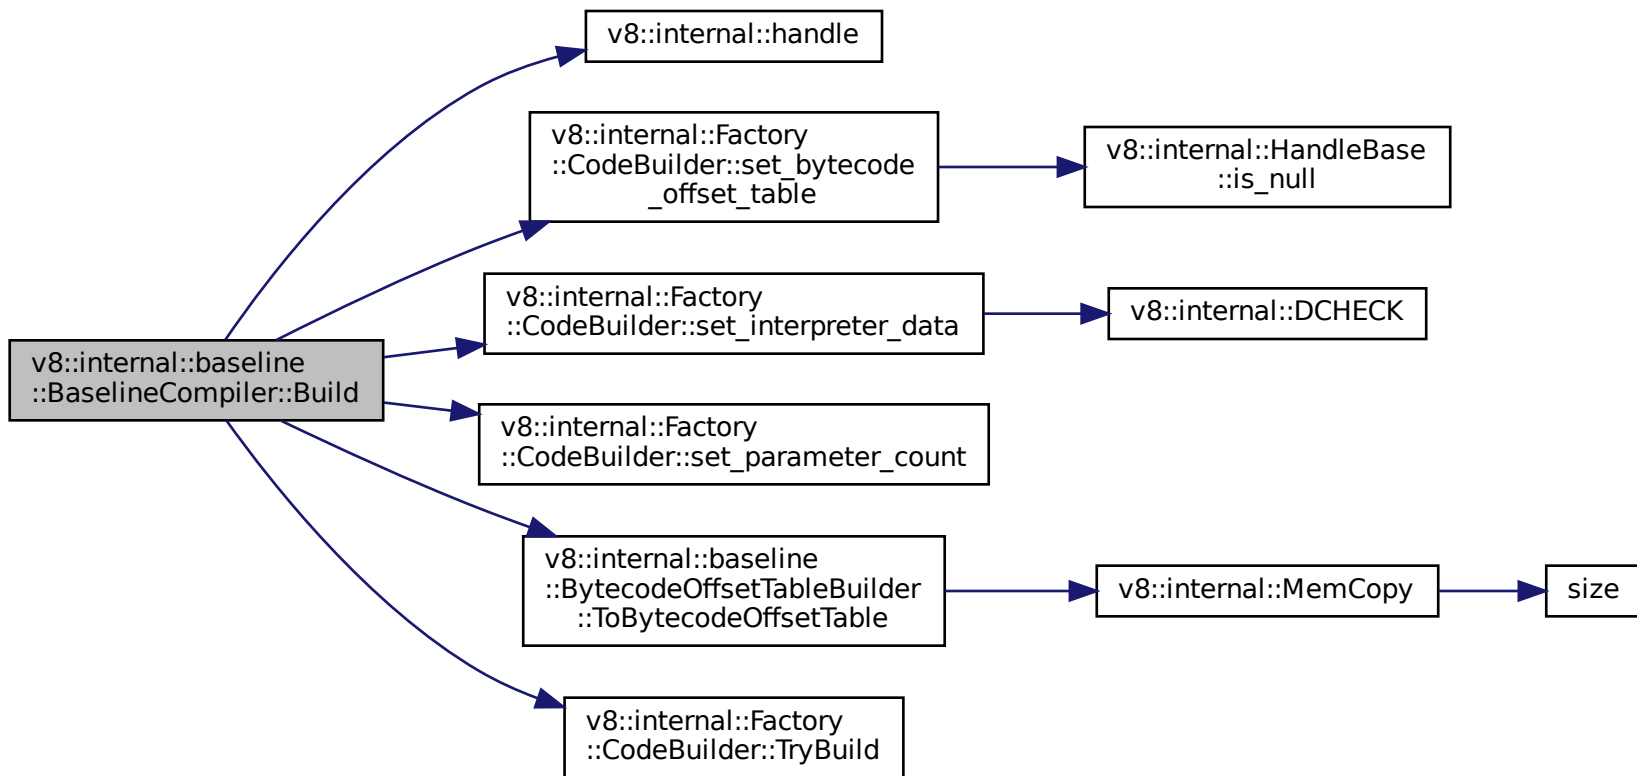 v8::internal::handle
v8::internal::Factory
::CodeBuilder::set_bytecode
_offset_table
v8::internal::HandleBase
::is_null
v8::internal::Factory
::CodeBuilder::set_interpreter_data
v8::internal::DCHECK
v8::internal::baseline
::BaselineCompiler::Build
v8::internal::Factory
::CodeBuilder::set_parameter_count
v8::internal::baseline
::BytecodeOffsetTableBuilder
::ToBytecodeOffsetTable
v8::internal::MemCopy
size
v8::internal::Factory
::CodeBuilder::TryBuild